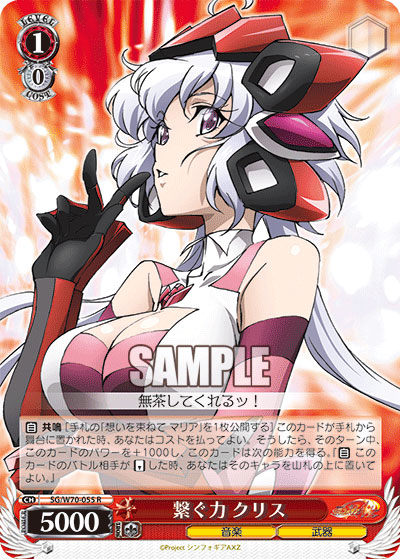 LEVEL
1
0
COST
SAMPLE
無茶してくれるッ！
自 共鳴［手札の「想いを束ねて マリア」を1枚公開する］ このカードが手札から
舞台に置かれた時、あなたはコストを払ってよい。そうしたら、そのターン中、
このカードのパワーを＋1000し、このカードは次の能力を得る。『自 こ
のカードのバトル相手が した時、あなたはそのキャラを山札の上に置い
てよい。』
CH SG/W70-055 R
繋ぐ力 クリス
5000
音楽 武器
©Project シンフォギアAXZ